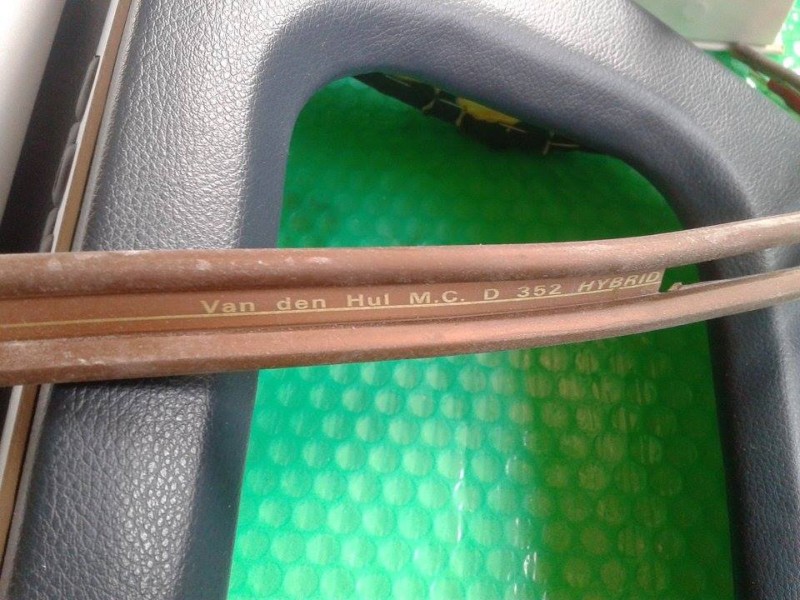 Van den Hul M.C. D 352 HYBRID